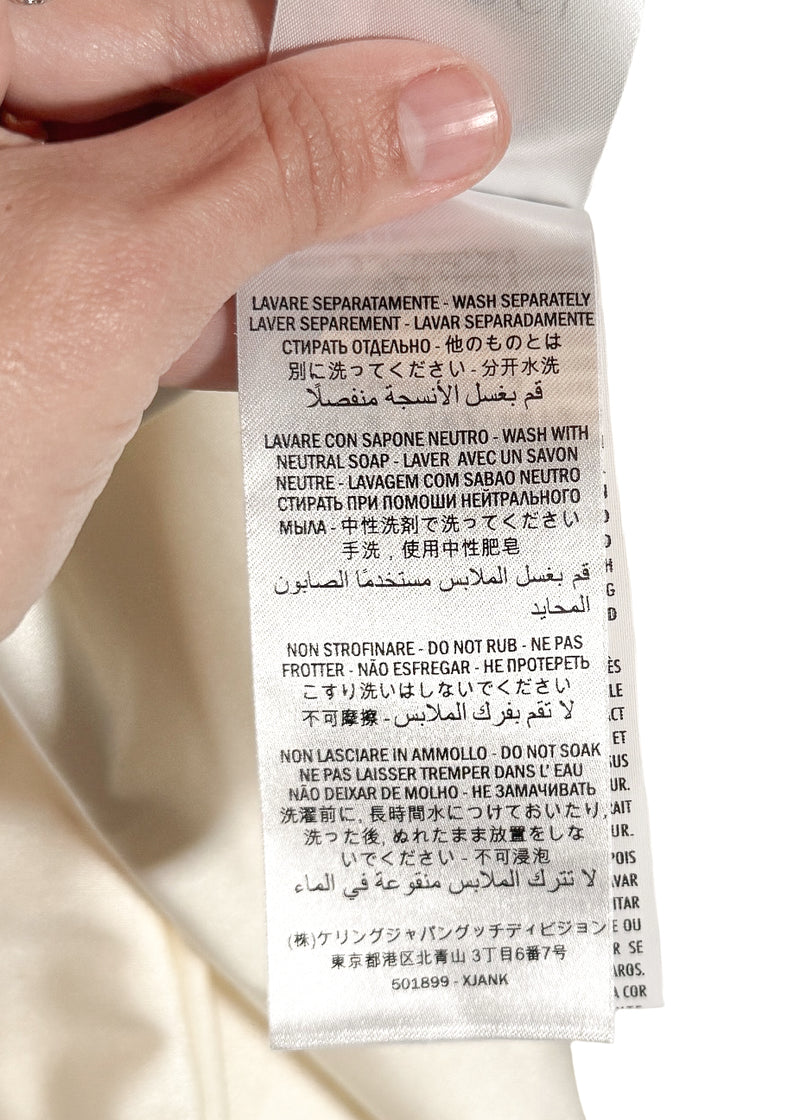 LAVARE SEPARATAMENTE - WASH SEPARATELY
LAVER SEPAREMENT - LAVAR SEPARADAMENTE
СТИРАТЬ ОТДЕЛЬНО - 他のものとは
別に洗ってください - 分开水洗
قم بغسل الأنسجة منفصلًا
LAVARE CON SAPONE NEUTRO - WASH WITH
NEUTRAL SOAP - LAVER AVEC UN SAVON
NEUTRE - LAVAGEM COM SABAO NEUTRO
СТИРАТЬ ПРИ ПОМОШИ НЕЙТРАЛЬНОГО
МЫЛА - 中性洗剤で洗ってください
手洗 , 使用中性肥皂
قم بغسل الملابس مستخدمًا الصابون
المحايد
NON STROFINARE - DO NOT RUB - NE PAS
FROTTER - NÃO ESFREGAR - НЕ ПРОТЕРЕТЬ
こすり洗いはしないでください
不可摩擦 - لا تقم بفرك الملابس
NON LASCIARE IN AMMOLLO - DO NOT SOAK
NE PAS LAISSER TREMPER DANS L' EAU
NÃO DEIXAR DE MOLHO - НЕ ЗАМАЧИВАТЬ
洗濯前に, 長時間水につけておいたり,
洗った後, ぬれたまま放置をしな
いでください - 不可浸泡
لا تترك الملابس منقوعة في الماء
(株)ケリングジャパングッチディビジョン
東京都港区北青山 3丁目6番7号
501899 - XJANK